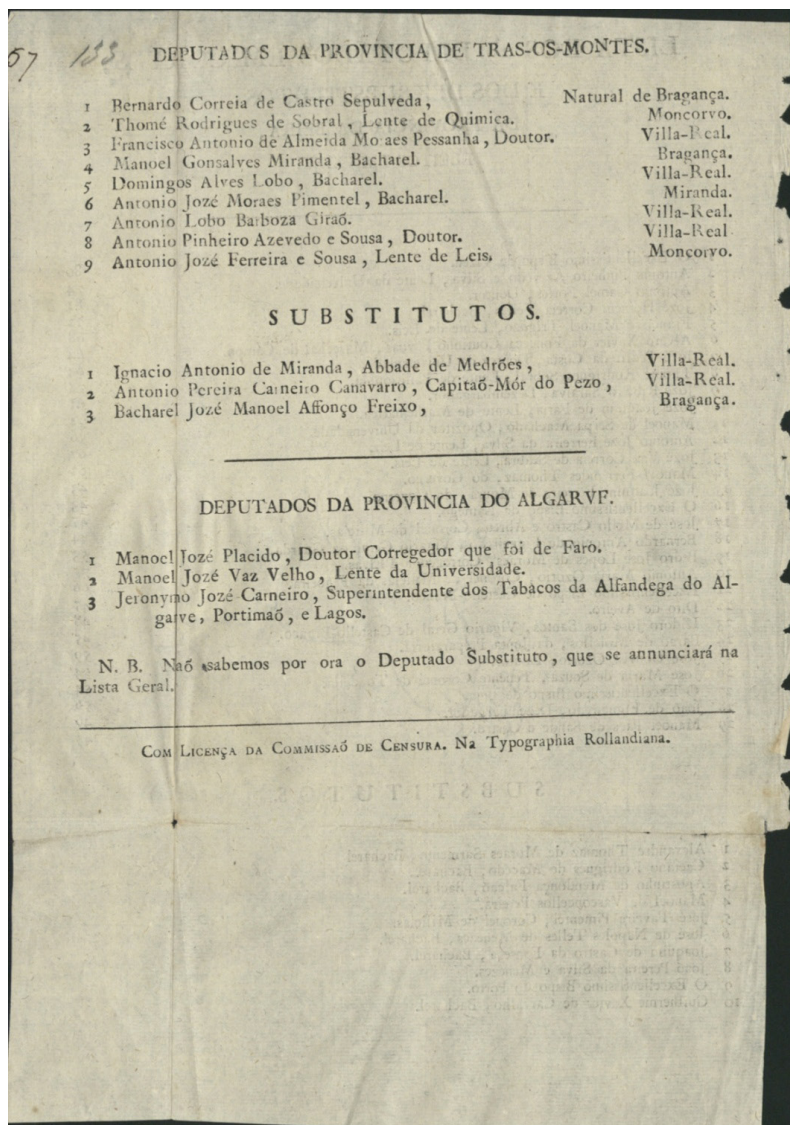 57 133 DEPUTADOS DA PROVINCIA DE TRAS-OS-MONTES.
1 Bernardo Correia de Castro Sepulveda, Natural de Bragança.
2 Thomé Rodrigues de Sobral, Lente de Quimica. Moncorvo.
3 Francisco Antonio de Almeida Moraes Pessanha, Doutor. Villa-Real.
4 Manoel Gonsalves Miranda, Bacharel. Bragança.
5 Domingos Alves Lobo, Bacharel. Villa-Real.
6 Antonio Jozé Moraes Pimentel, Bacharel. Miranda.
7 Antonio Lobo Barboza Giraõ. Villa-Real.
8 Antonio Pinheiro Azevedo e Sousa, Doutor. Villa-Real
9 Antonio Jozé Ferreira e Sousa, Lente de Leis. Moncorvo.
SUBSTITUTOS.
1 Ignacio Antonio de Miranda, Abbade de Medrões, Villa-Real.
2 Antonio Pereira Carneiro Canavarro, Capitaõ-Mór do Pezo, Villa-Real.
3 Bacharel Jozé Manoel Affonço Freixo, Bragança.
DEPUTADOS DA PROVINCIA DO ALGARVE.
1 Manoel Jozé Placido, Doutor Corregedor que foi de Faro.
2 Manoel Jozé Vaz Velho, Lente da Universidade.
3 Jeronymo Jozé Carneiro, Superintendente dos Tabacos da Alfandega do Al-
garve, Portimaõ, e Lagos.
N. B. Naõ sabemos por ora o Deputado Substituto, que se annunciará na
Lista Geral.
COM LICENÇA DA COMMISSAÕ DE CENSURA. Na Typographia Rollandiana.